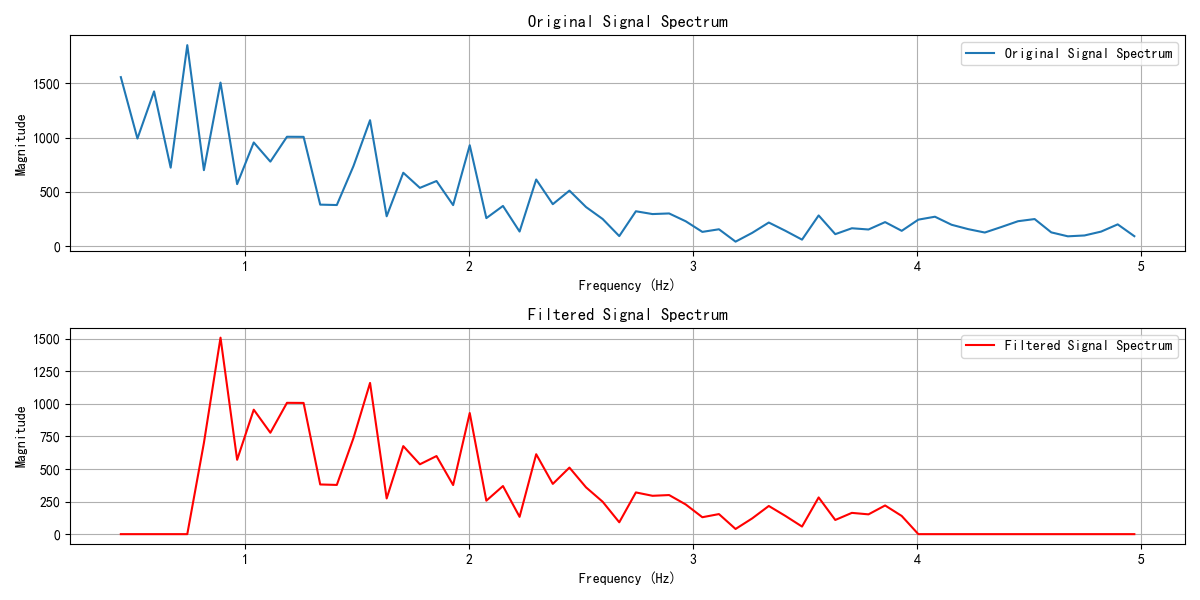 Original Signal Spectrum
Original Signal Spectrum
Magnitude
1500
1000
500
0
1 2 3 4 5
Frequency (Hz)
Filtered Signal Spectrum
Filtered Signal Spectrum
Magnitude
1500
1250
1000
750
500
250
0
1 2 3 4 5
Frequency (Hz)